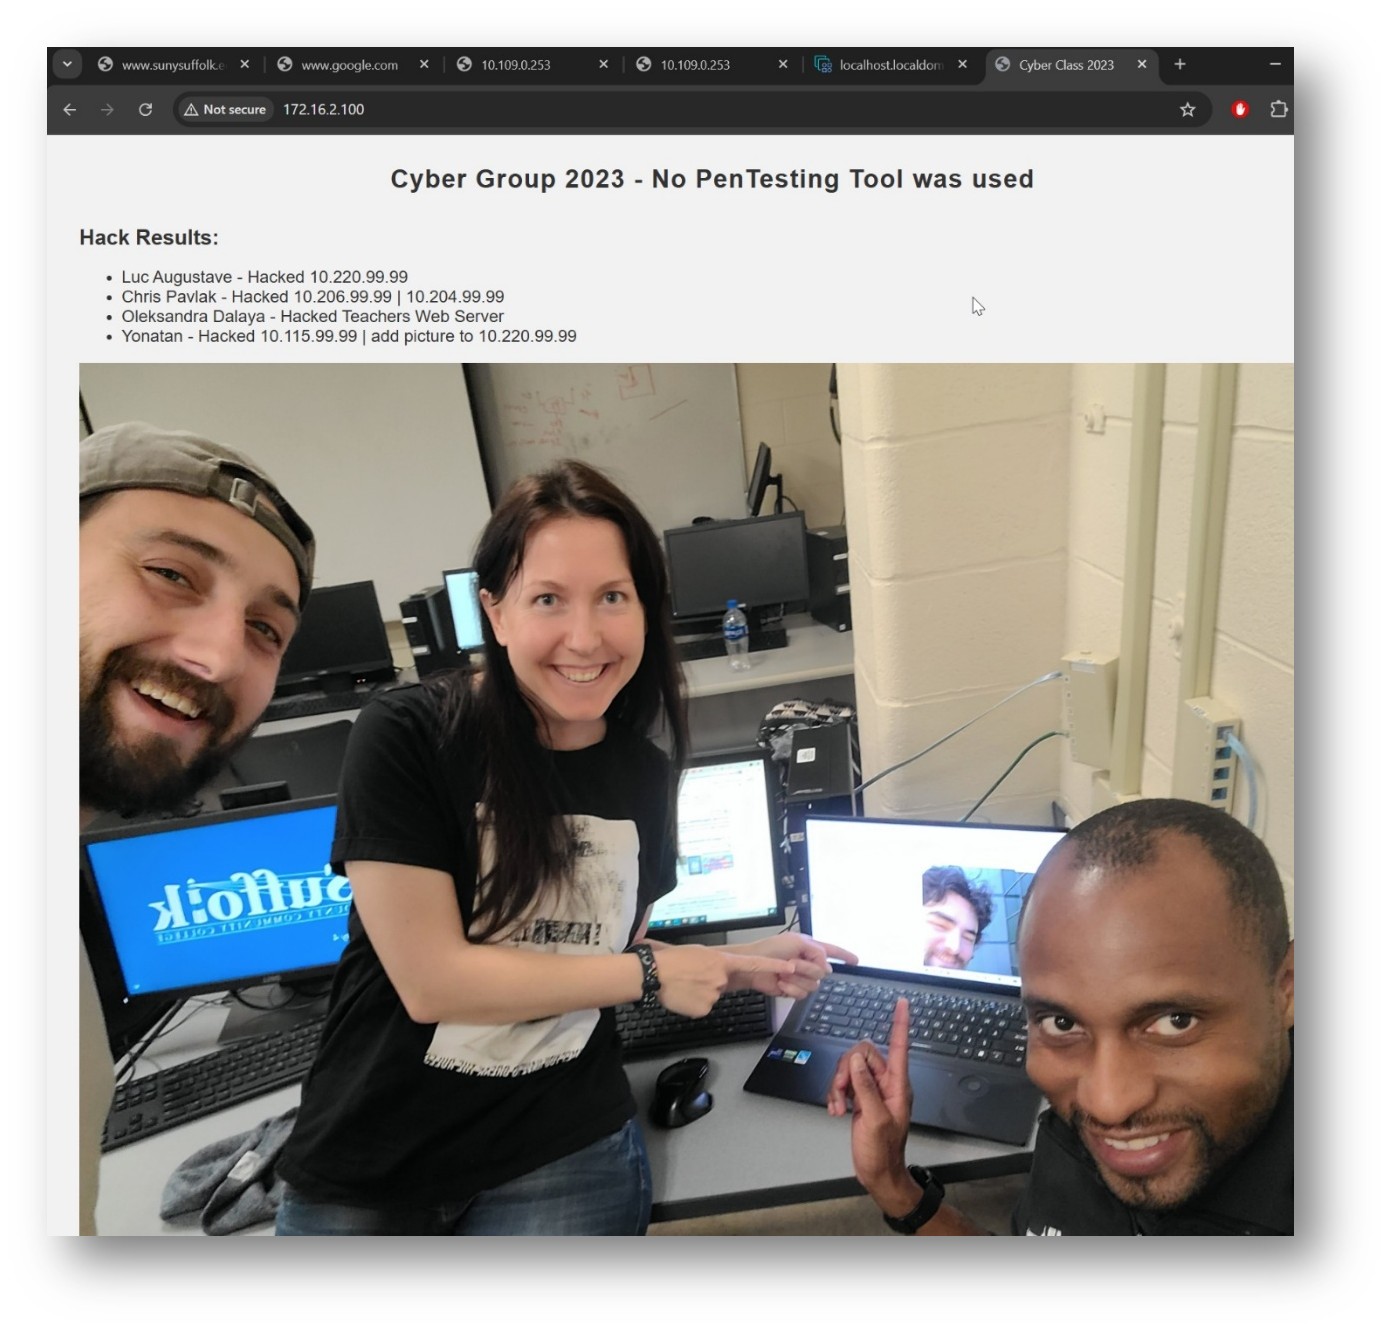 www.sunysuffolk.e
www.google.com
10.109.0.253
10.109.0.253
localhost.localdom
Cyber Class 2023
Not secure
172.16.2.100
Cyber Group 2023 - No PenTesting Tool was used
Hack Results:
• Luc Augustave - Hacked 10.220.99.99
• Chris Pavlak - Hacked 10.206.99.99 | 10.204.99.99
• Oleksandra Dalaya - Hacked Teachers Web Server
• Yonatan - Hacked 10.115.99.99 | add picture to 10.220.99.99
Suffolk
COUNTY COMMUNITY COLLEGE